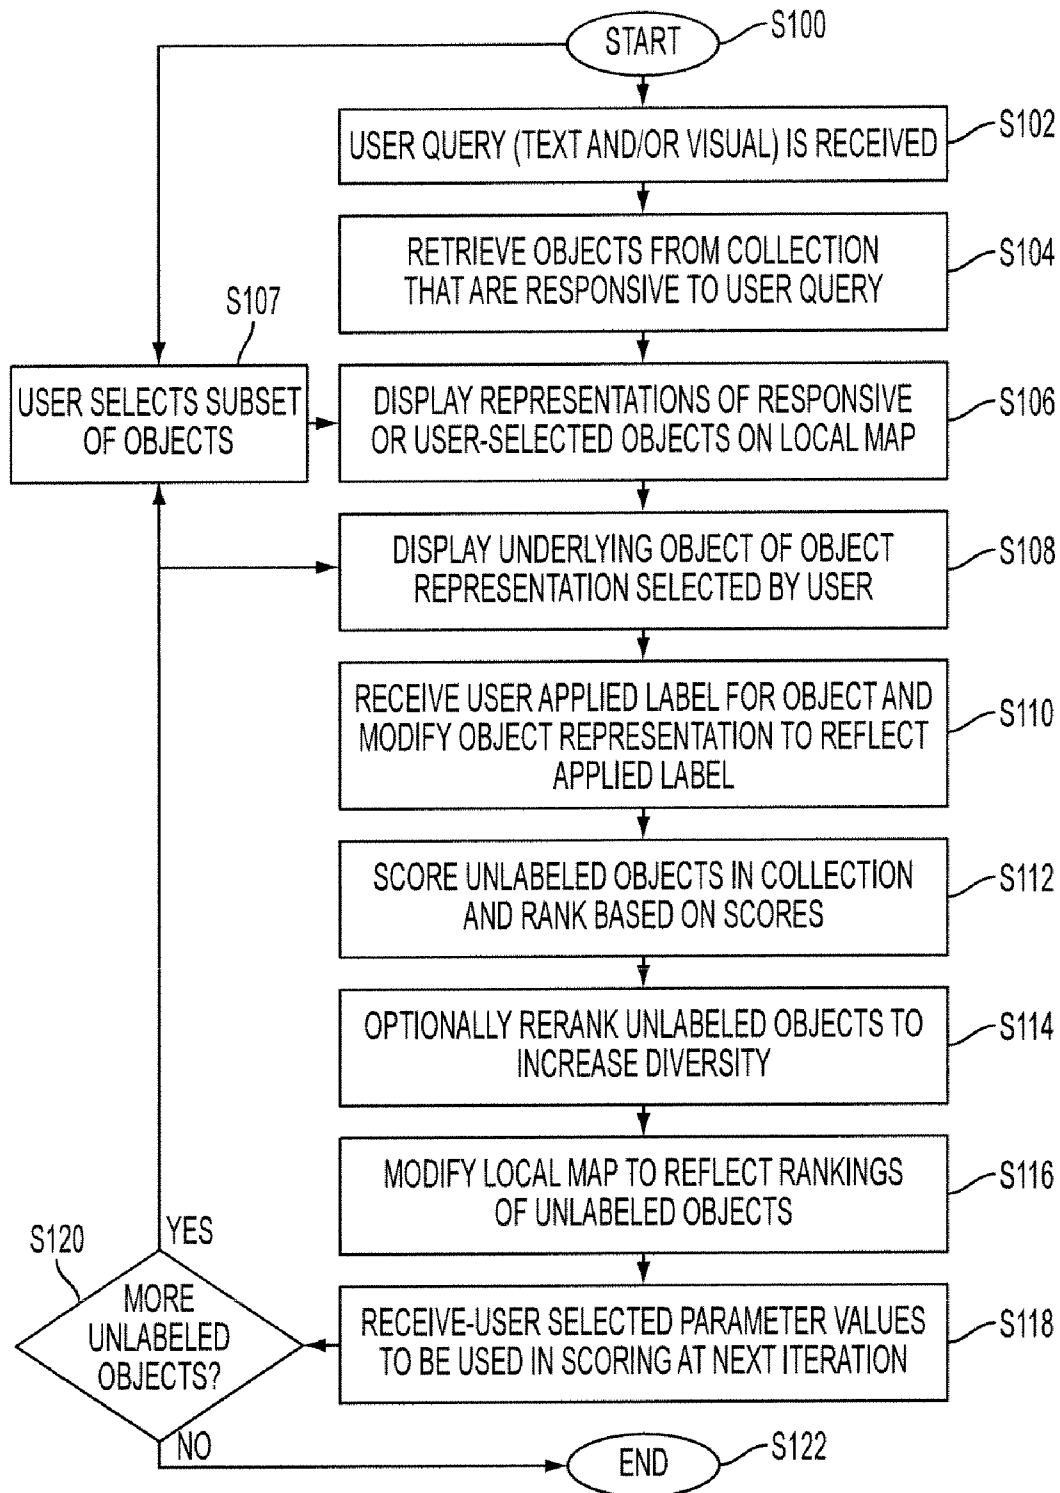 START
S100
USER QUERY (TEXT AND/OR VISUAL) IS RECEIVED
S102
RETRIEVE OBJECTS FROM COLLECTION
THAT ARE RESPONSIVE TO USER QUERY
S104
S107
USER SELECTS SUBSET
OF OBJECTS
DISPLAY REPRESENTATIONS OF RESPONSIVE
OR USER-SELECTED OBJECTS ON LOCAL MAP
S106
DISPLAY UNDERLYING OBJECT OF OBJECT
REPRESENTATION SELECTED BY USER
S108
RECEIVE USER APPLIED LABEL FOR OBJECT AND
MODIFY OBJECT REPRESENTATION TO REFLECT
APPLIED LABEL
S110
SCORE UNLABELED OBJECTS IN COLLECTION
AND RANK BASED ON SCORES
S112
OPTIONALLY RERANK UNLABELED OBJECTS TO
INCREASE DIVERSITY
S114
MODIFY LOCAL MAP TO REFLECT RANKINGS
OF UNLABELED OBJECTS
S116
RECEIVE-USER SELECTED PARAMETER VALUES
TO BE USED IN SCORING AT NEXT ITERATION
S118
S120
YES
MORE
UNLABELED
OBJECTS?
NO
END
S122